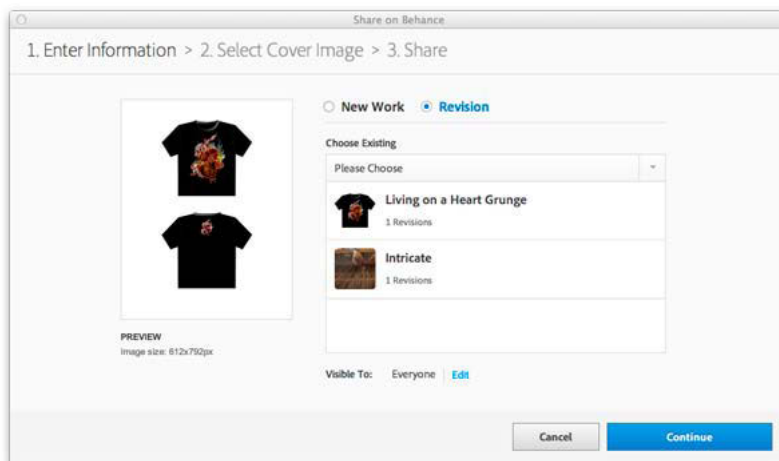 Share on Behance
1. Enter Information > 2. Select Cover Image > 3. Share
New Work Revision
Choose Existing
Please Choose
Living on a Heart Grunge
1 Revisions
Intricate
1 Revisions
PREVIEW
Image size: 612x792px
Visible To: Everyone Edit
Cancel Continue